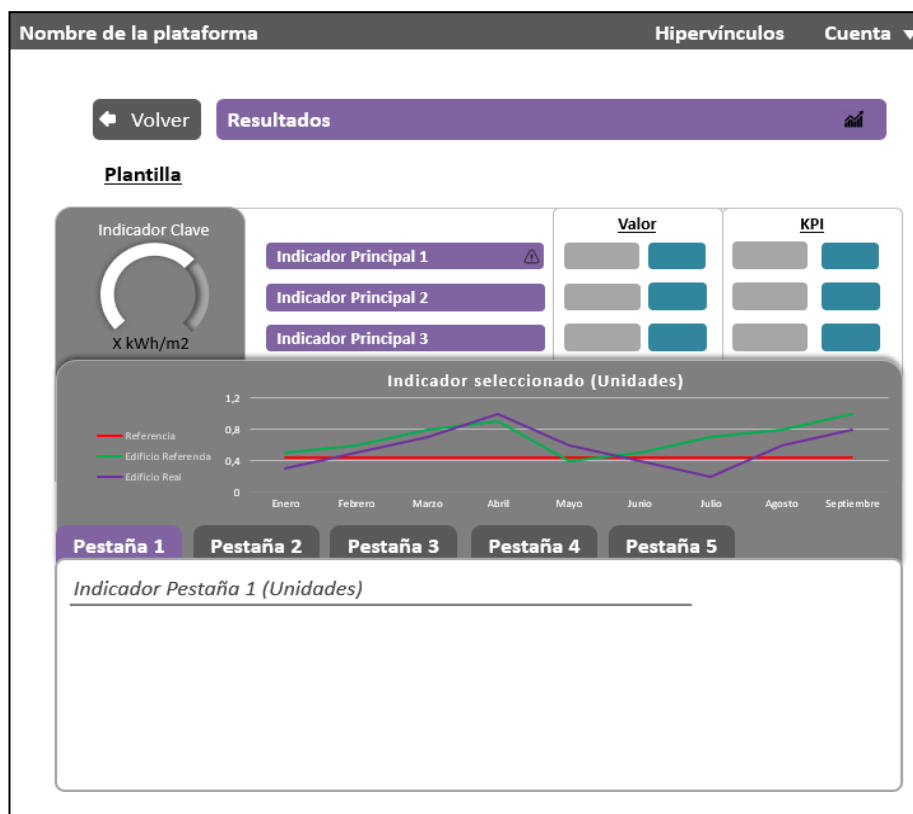 Nombre de la plataforma Hipervínculos Cuenta
Volver Resultados
Plantilla
Indicador Clave
X kWh/m2
Valor KPI
Indicador Principal 1
Indicador Principal 2
Indicador Principal 3
Indicador seleccionado (Unidades)
Referencia
Edificio Referenda
Edificio Real
1,2
0,8
0,4
0
Enero Febrero Marzo Abril Mayo Junio Julio Agosto Septiembre
Pestaña 1 Pestaña 2 Pestaña 3 Pestaña 4 Pestaña 5
Indicador Pestaña 1 (Unidades)